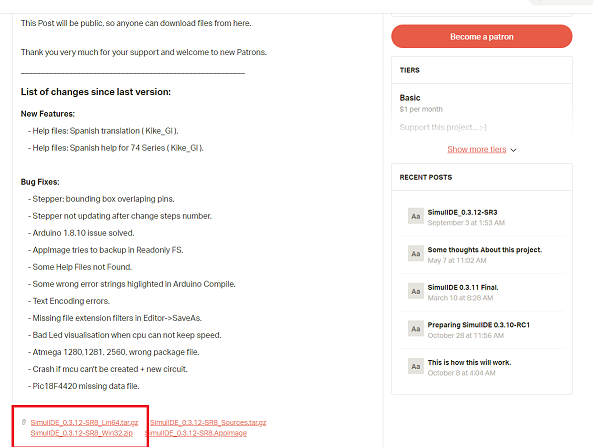 This Post will be public, so anyone can download files from here.
Thank you very much for your support and welcome to new Patrons.
List of changes since last version:
New Features:
- Help files: Spanish translation ( Kike_GI ).
- Help files: Spanish help for 74 Series ( Kike_GI ).
Bug Fixes:
- Stepper: bounding box overlaping pins.
- Stepper not updating after change steps number.
- Arduino 1.8.10 issue solved.
- AppImage tries to backup in Readonly FS.
- Some Help Files not Found.
- Some wrong error strings higlighted in Arduino Compile.
- Text Encoding errors.
- Missing file extension filters in Editor->SaveAs.
- Bad Led visualisation when cpu can not keep speed.
- Atmega 1280,1281, 2560, wrong package file.
- Crash if mcu can't be created + new circuit.
- Pic18F4420 missing data file.
SimulIDE_0.3.12-SR8_Lin64.tar.gz
SimulIDE_0.3.12-SR8_Sources.tar.gz
SimulIDE_0.3.12-SR8_Win32.zip
SimulIDE_0.3.12-SR8.AppImage
Become a patron
TIERS
Basic
$1 per month
Support this project... :-)
Show more tiers
RECENT POSTS
Aa
SimulIDE_0.3.12-SR3
September 3 at 1:53 AM
Aa
Some thoughts About this project.
May 7 at 11:02 AM
Aa
SimulIDE 0.3.11 Final.
March 10 at 8:28 AM
Aa
Preparing SimulIDE 0.3.10-RC1
October 28 at 11:56 AM
Aa
This is how this will work.
October 8 at 4:04 AM